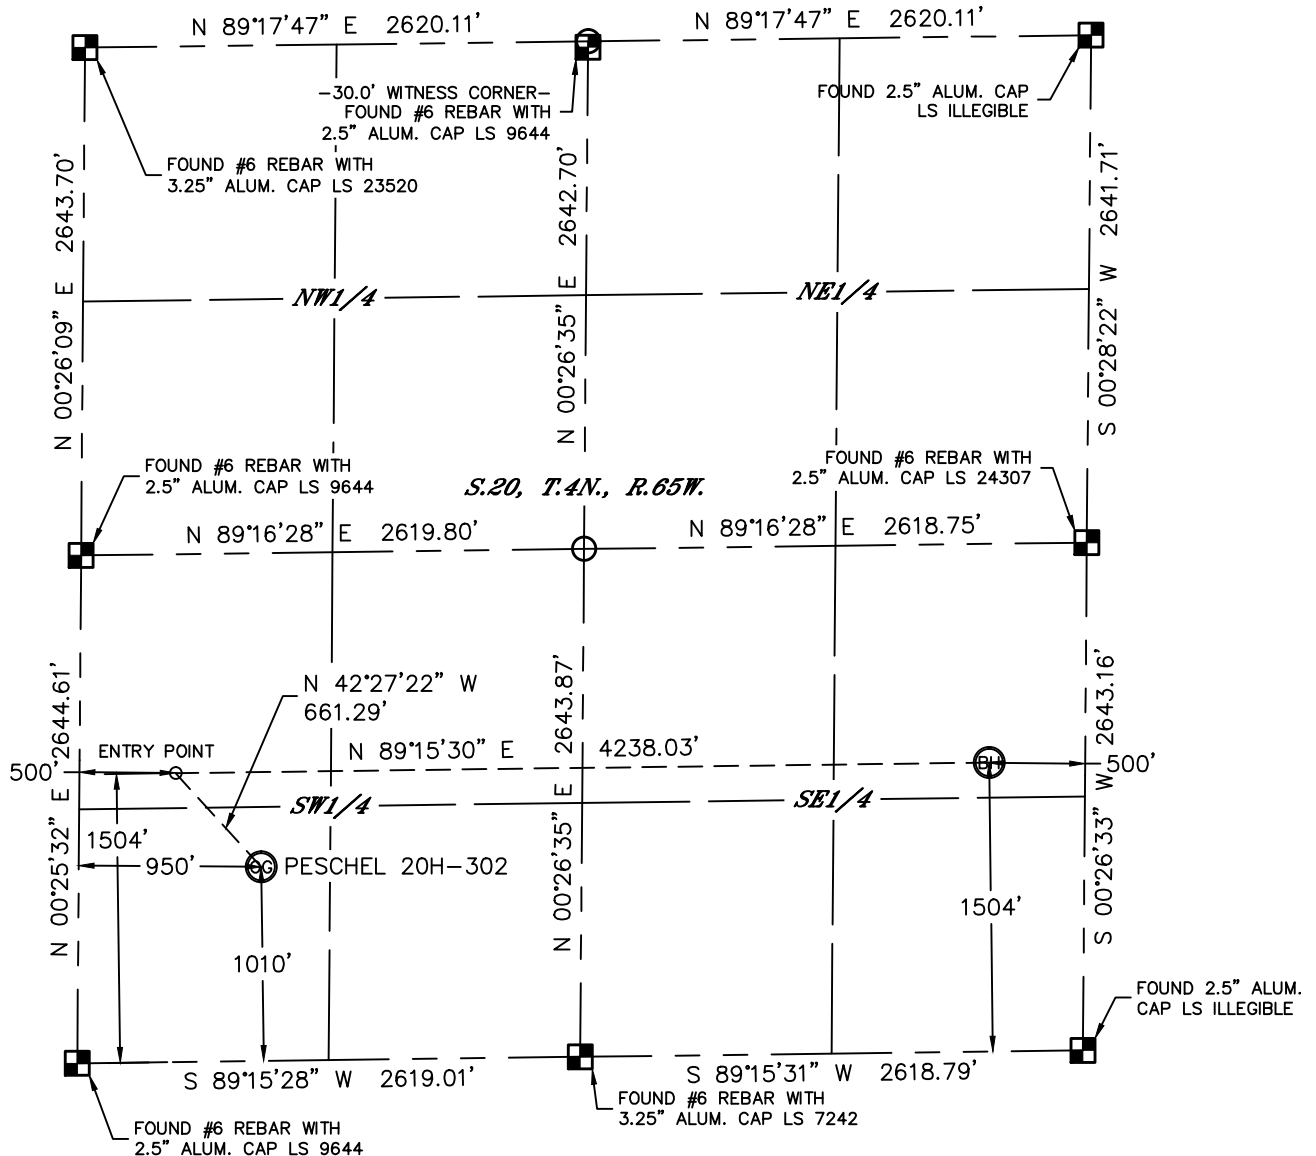 N 89°17'47" E 2620.11'
N 89°17'47" E 2620.11'
-30.0' WITNESS CORNER-
FOUND #6 REBAR WITH
2.5" ALUM. CAP LS 9644
FOUND 2.5" ALUM. CAP
LS ILLEGIBLE
FOUND #6 REBAR WITH
3.25" ALUM. CAP LS 23520
N 00°26'09" E 2643.70'
N 00°26'35" E 2642.70'
S 00°28'22" W 2641.71'
NW1/4
NE1/4
FOUND #6 REBAR WITH
2.5" ALUM. CAP LS 9644
FOUND #6 REBAR WITH
2.5" ALUM. CAP LS 24307
S.20, T.4N., R.65W.
N 89°16'28" E 2619.80'
N 89°16'28" E 2618.75'
N 00°25'32" E 2644.61'
N 00°26'35" E 2643.87'
S 00°26'33" W 2643.16'
N 42°27'22" W
661.29'
ENTRY POINT
N 89°15'30" E 4238.03'
500'
BH
500'
SW1/4
SE1/4
1504'
950'
OG
PESCHEL 20H-302
1504'
1010'
FOUND 2.5" ALUM.
CAP LS ILLEGIBLE
S 89°15'28" W 2619.01'
S 89°15'31" W 2618.79'
FOUND #6 REBAR WITH
3.25" ALUM. CAP LS 7242
FOUND #6 REBAR WITH
2.5" ALUM. CAP LS 9644